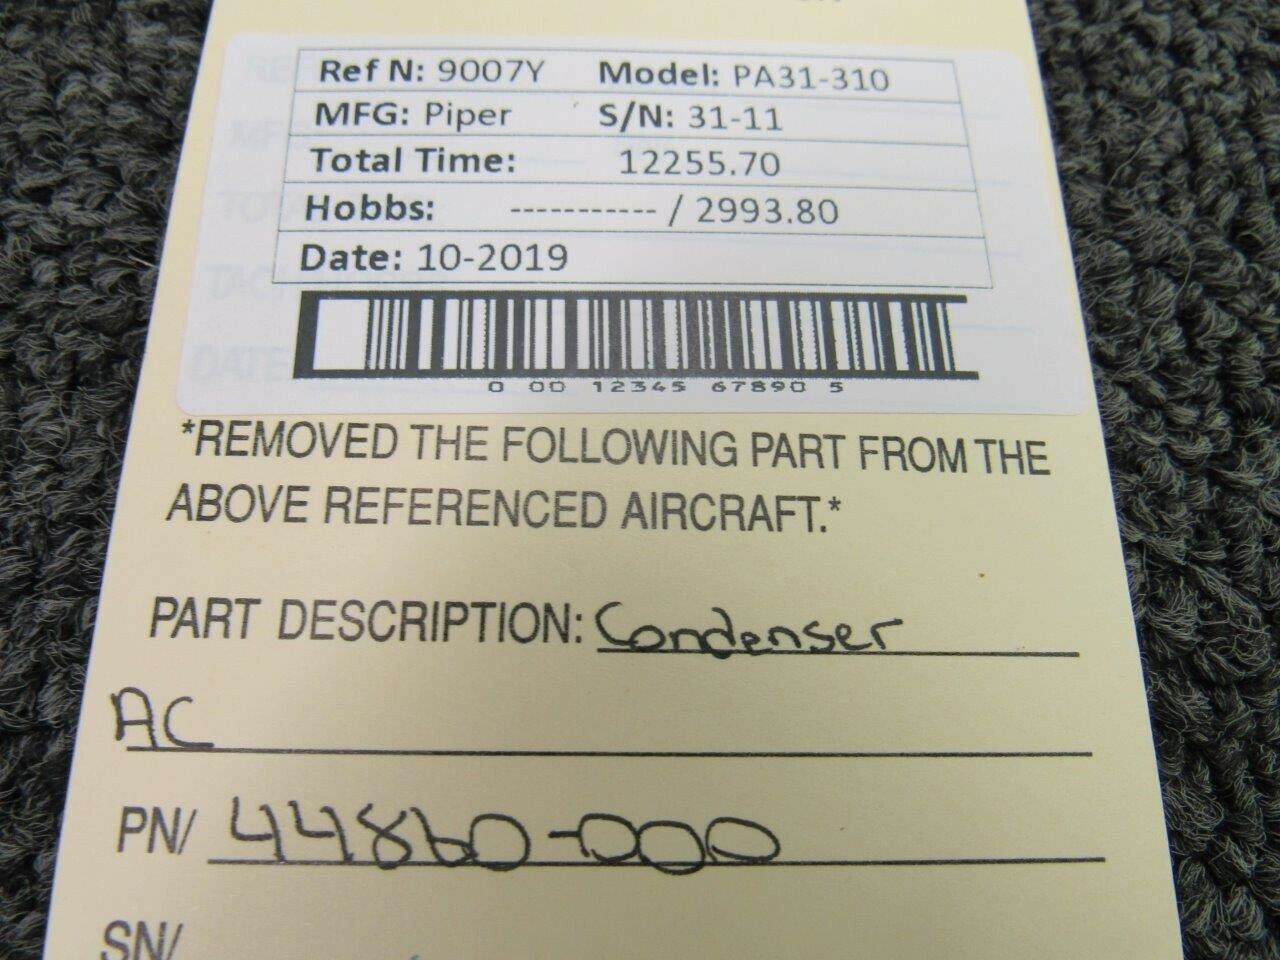 Ref N: 9007Y Model: PA31-310
MFG: Piper S/N: 31-11
Total Time: 12255.70
Hobbs: ----------- / 2993.80
Date: 10-2019
0 00 12345 67890 5
*REMOVED THE FOLLOWING PART FROM THE
ABOVE REFERENCED AIRCRAFT.*
PART DESCRIPTION: Condenser
AC
PN/ 44860-000
SN/